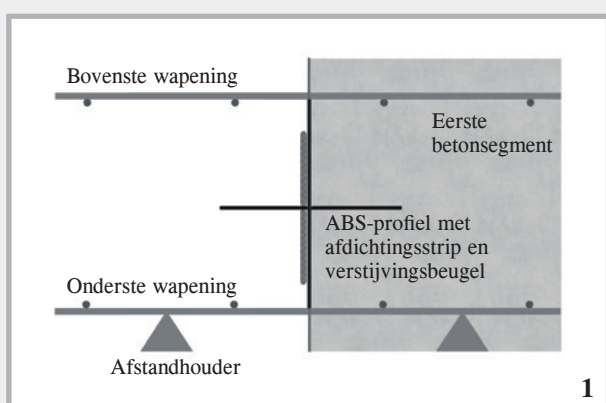 Bovenste wapening
Eerste
betonsegment
ABS-profiel met
afdichtingsstrip en
verstijvingsbeugel
Onderste wapening
Afstandhouder
1